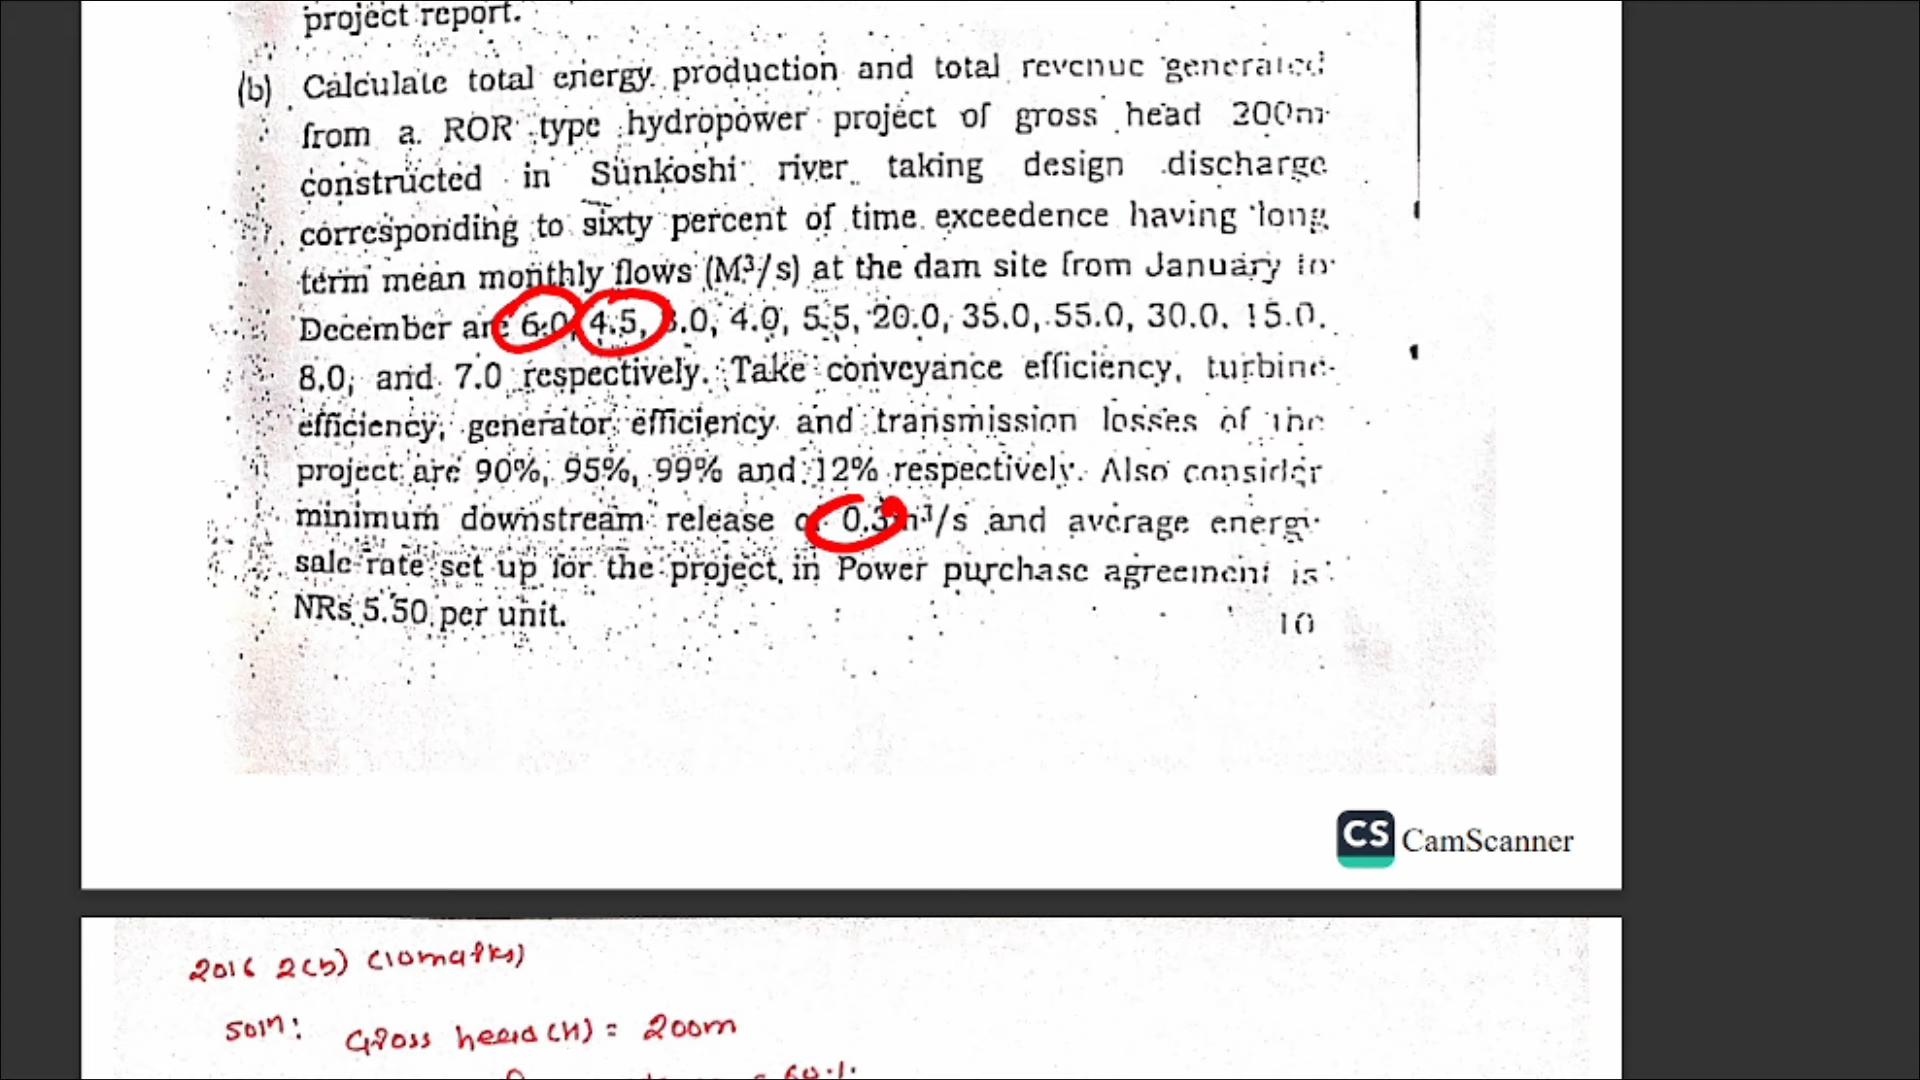 project report.
(b) Calculate total energy production and total revenue generated
from a ROR type hydropower project of gross head 200m
constructed in Sunkoshi river taking design discharge
corresponding to sixty percent of time exceedence having long
term mean monthly flows (M³/s) at the dam site from January to
December are 6.0, 4.5, 3.0, 4.0, 5.5, 20.0, 35.0, 55.0, 30.0, 15.0,
8.0, and 7.0 respectively. Take conveyance efficiency, turbine
efficiency, generator efficiency and transmission losses of the
project are 90%, 95%, 99% and 12% respectively. Also consider
minimum downstream release of 0.3m³/s and average energy
sale rate set up for the project in Power purchase agreement is
NRs 5.50 per unit.
10
CS CamScanner
2016 2(b) (10 marks)
Soln: Gross head (H) = 200m
60%